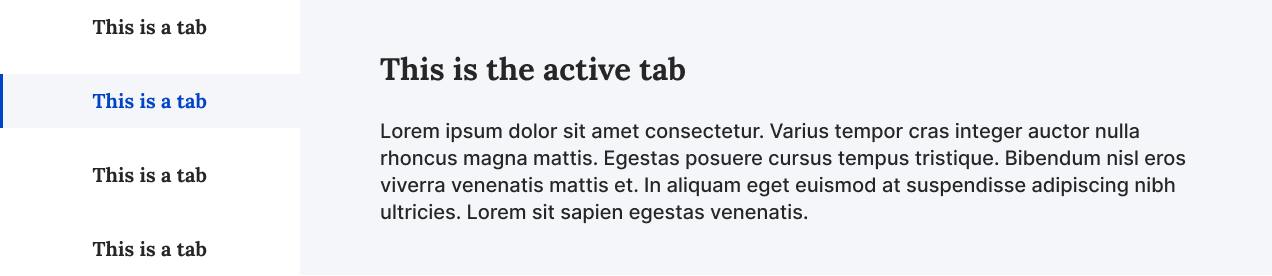 This is a tab
This is a tab
This is a tab
This is a tab
This is the active tab
Lorem ipsum dolor sit amet consectetur. Varius tempor cras integer auctor nulla
rhoncus magna mattis. Egestas posuere cursus tempus tristique. Bibendum nisl eros
viverra venenatis mattis et. In aliquam eget euismod at suspendisse adipiscing nibh
ultricies. Lorem sit sapien egestas venenatis.